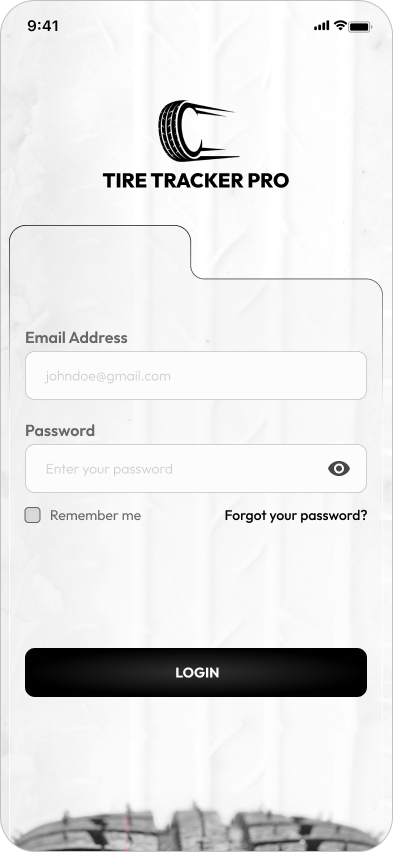 9:41
TIRE TRACKER PRO
Email Address
johndoe@gmail.com
Password
Enter your password
Remember me Forgot your password?
LOGIN